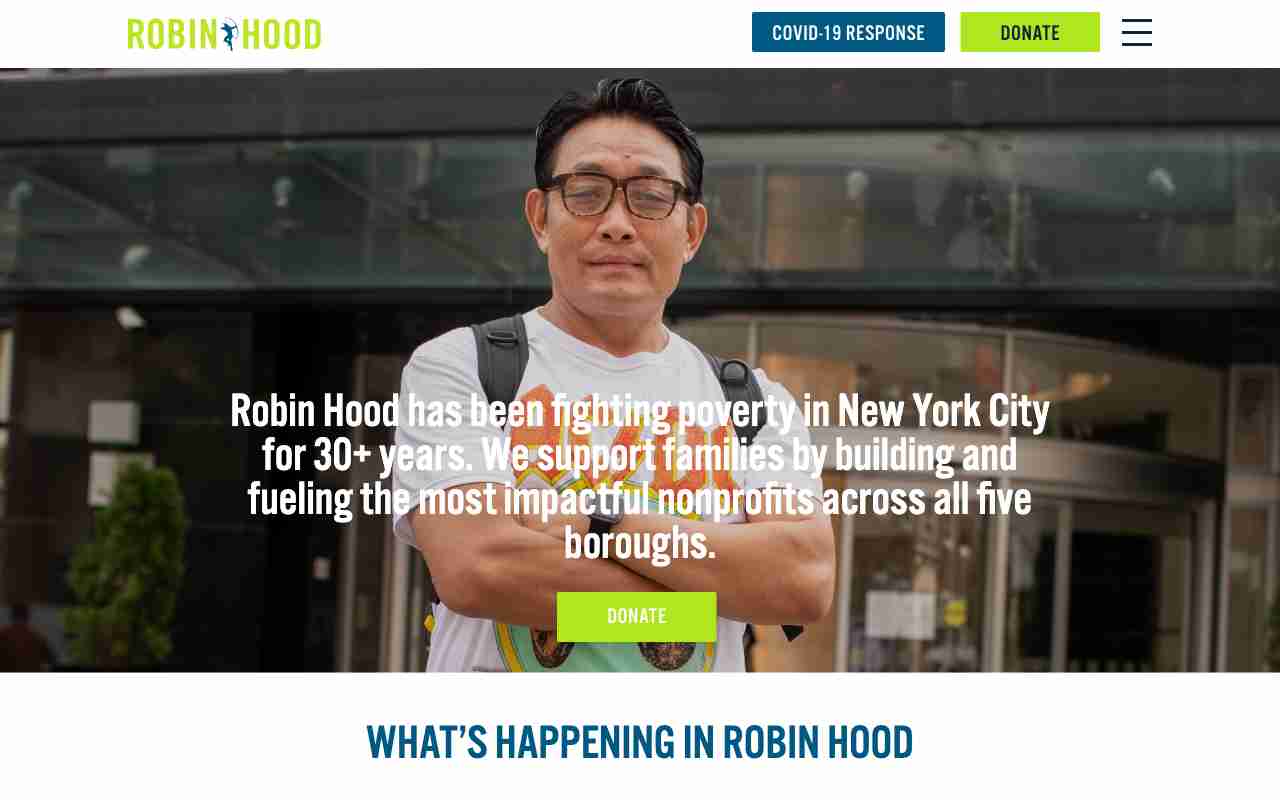 ROBIN HOOD
COVID-19 RESPONSE
DONATE
Robin Hood has been fighting poverty in New York City
for 30+ years. We support families by building and
fueling the most impactful nonprofits across all five
boroughs.
DONATE
WHAT’S HAPPENING IN ROBIN HOOD